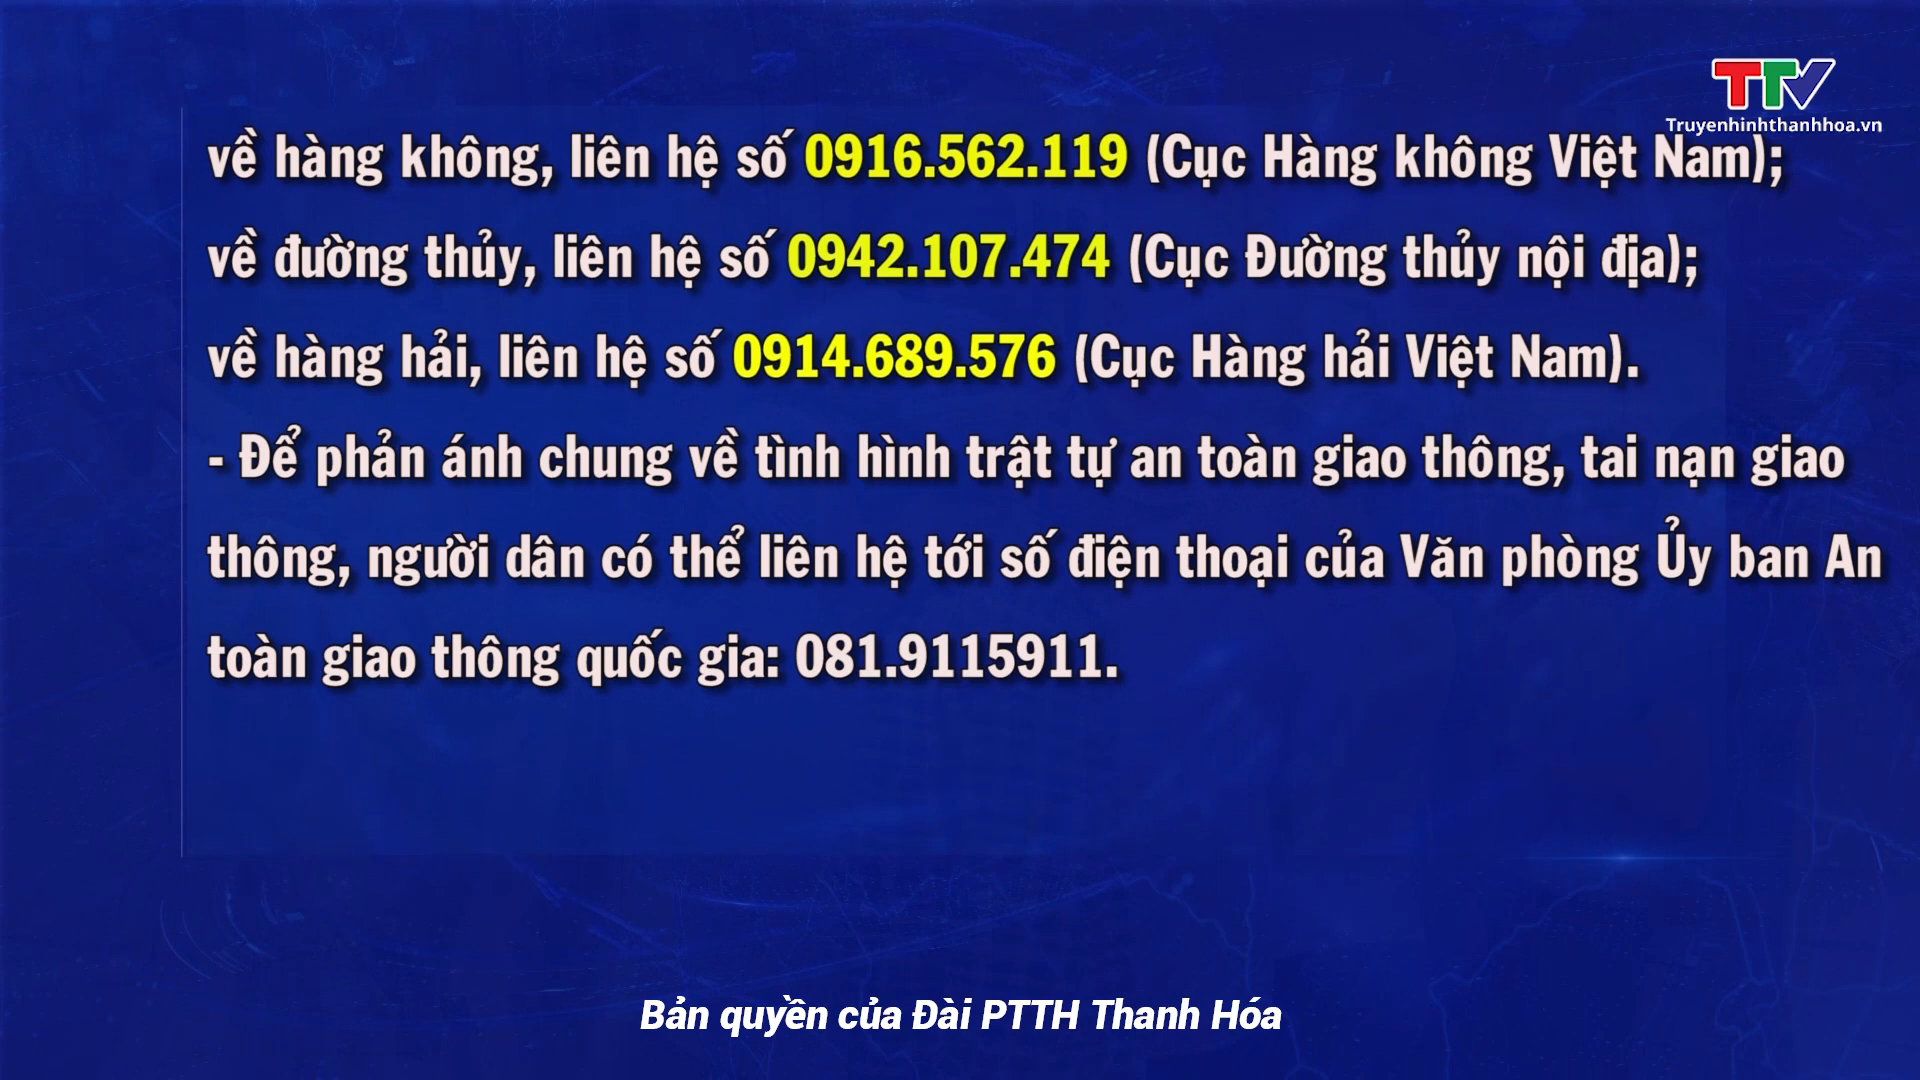 TTV
Truyenhinhthanhhoa.vn
về hàng không, liên hệ số 0916.562.119 (Cục Hàng không Việt Nam);
về đường thủy, liên hệ số 0942.107.474 (Cục Đường thủy nội địa);
về hàng hải, liên hệ số 0914.689.576 (Cục Hàng hải Việt Nam).
- Để phản ánh chung về tình hình trật tự an toàn giao thông, tai nạn giao
thông, người dân có thể liên hệ tới số điện thoại của Văn phòng Ủy ban An
toàn giao thông quốc gia: 081.9115911.
Bản quyền của Đài PTTH Thanh Hóa